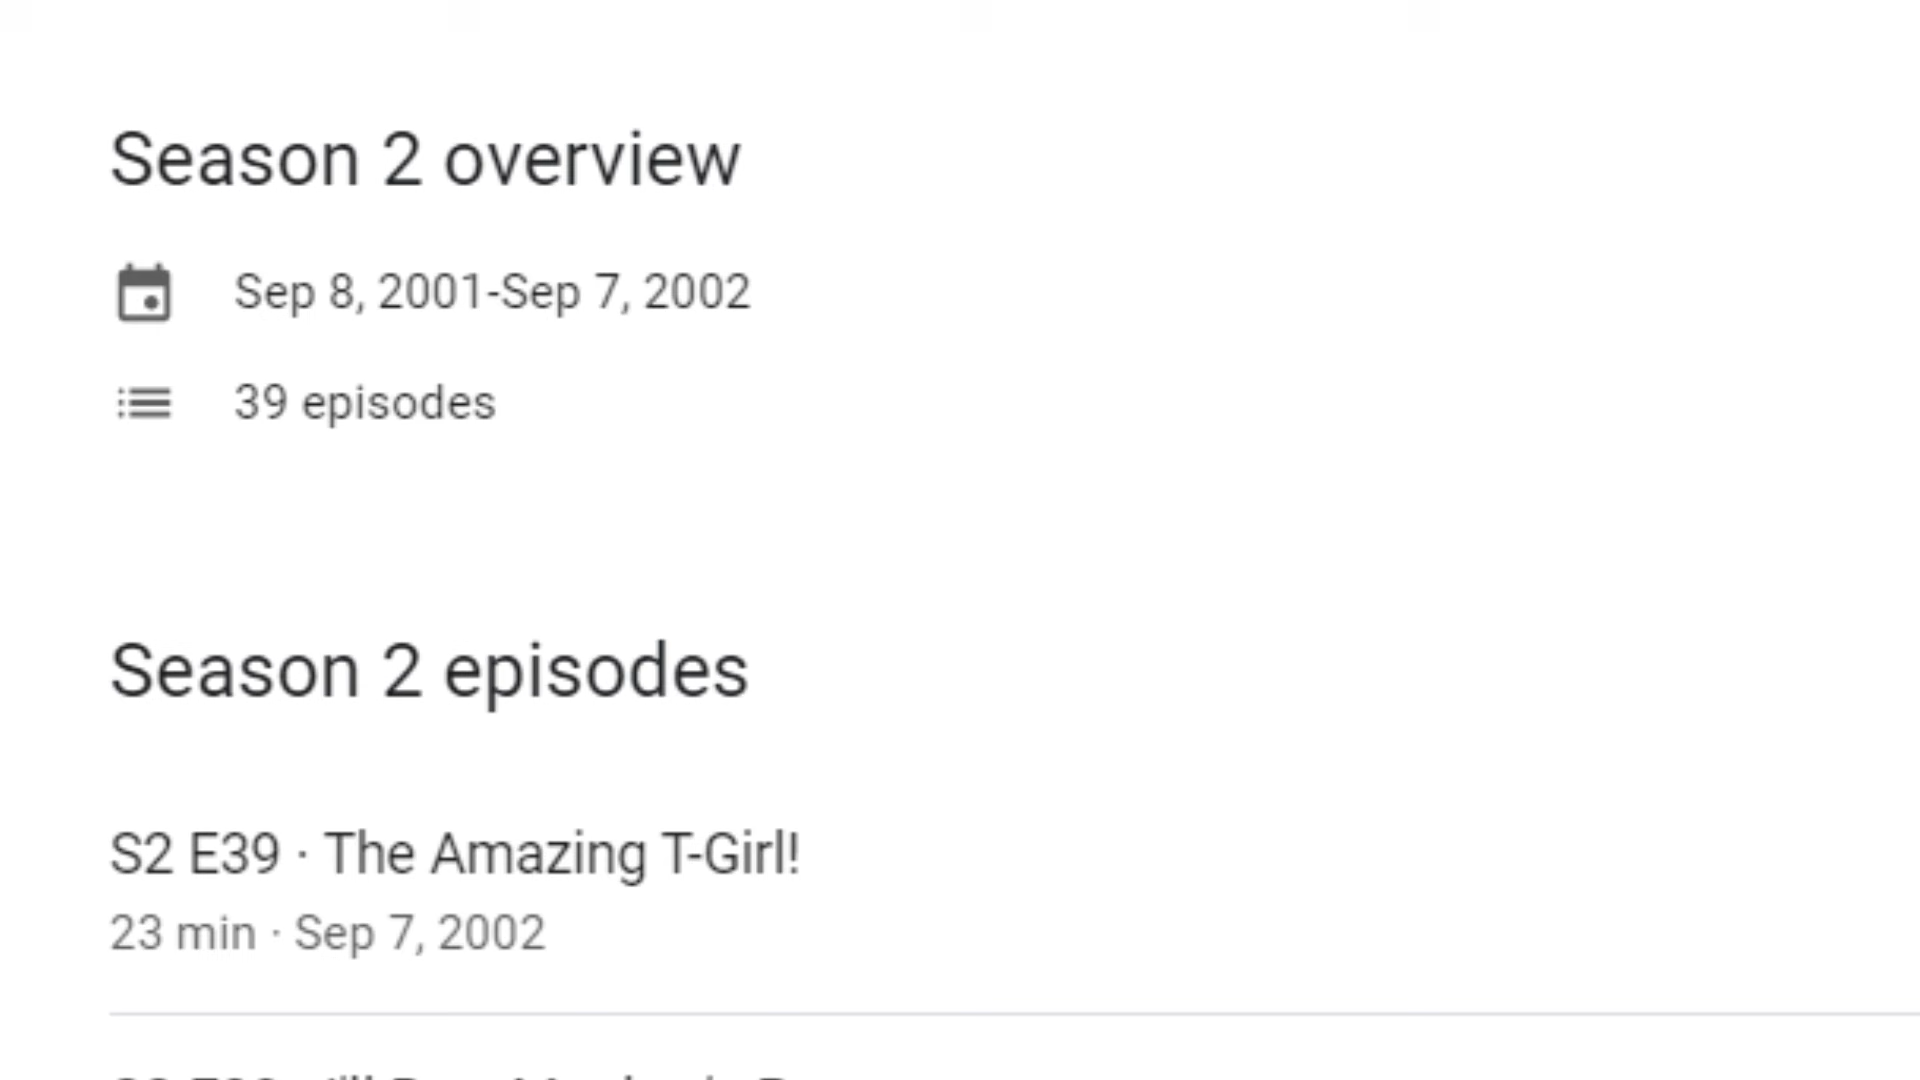 Season 2 overview
Sep 8, 2001-Sep 7, 2002
39 episodes
Season 2 episodes
S2 E39 · The Amazing T-Girl!
23 min · Sep 7, 2002